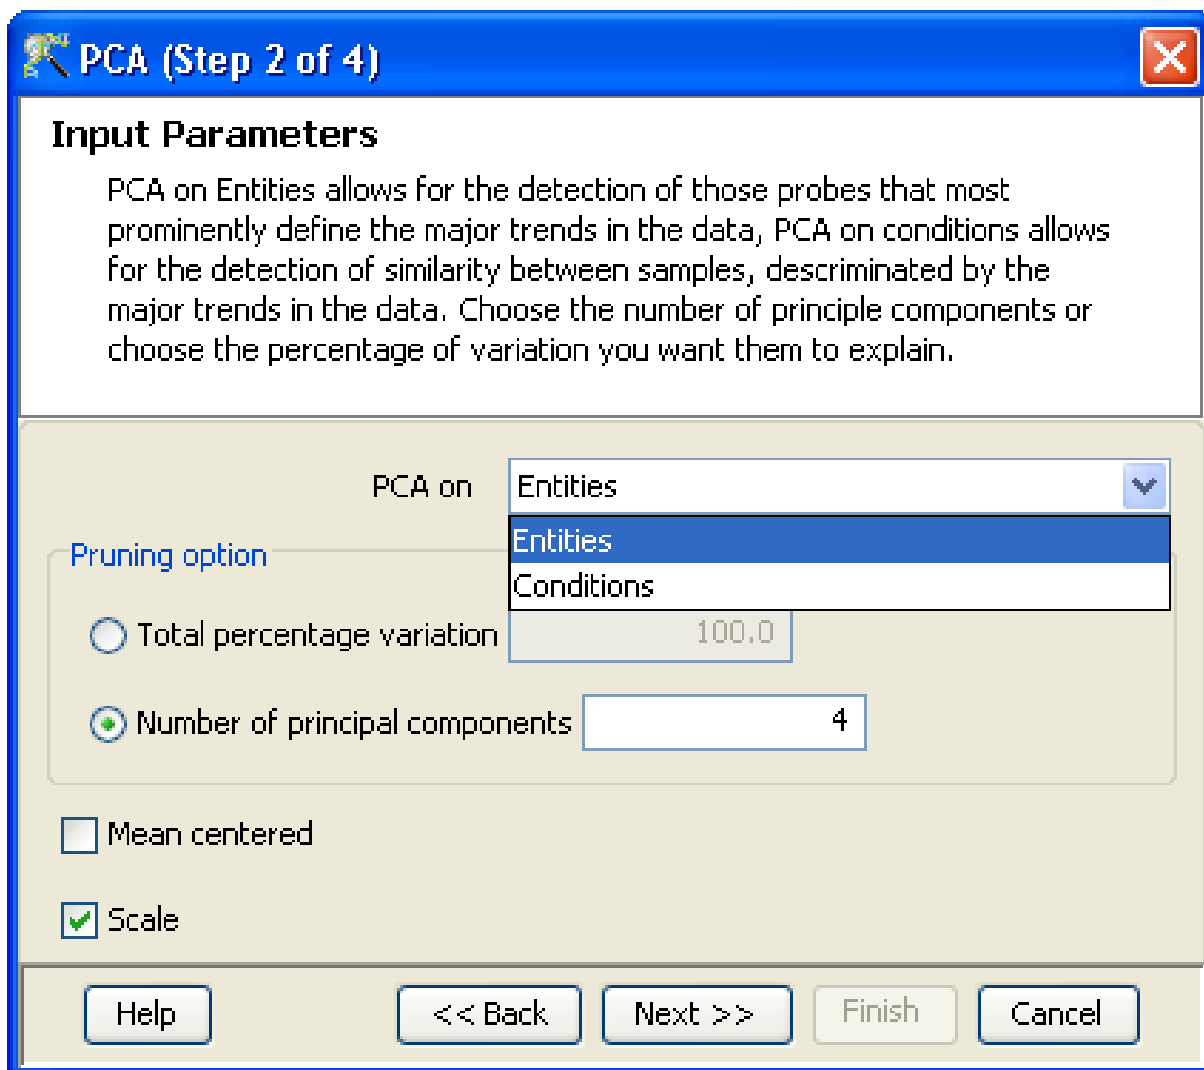 PCA (Step 2 of 4)
Input Parameters
PCA on Entities allows for the detection of those probes that most
prominently define the major trends in the data, PCA on conditions allows
for the detection of similarity between samples, descriminated by the
major trends in the data. Choose the number of principle components or
choose the percentage of variation you want them to explain.
PCA on Entities
Entities
Pruning option
Conditions
Total percentage variation 100.0
Number of principal components 4
Mean centered
Scale
Help << Back Next >> Finish Cancel